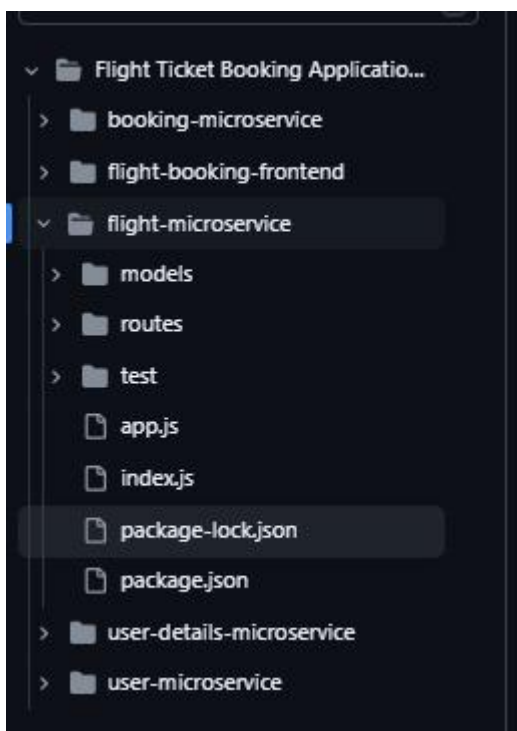 Flight Ticket Booking Applicatio...
booking-microservice
flight-booking-frontend
flight-microservice
models
routes
test
app.js
index.js
package-lock.json
package.json
user-details-microservice
user-microservice